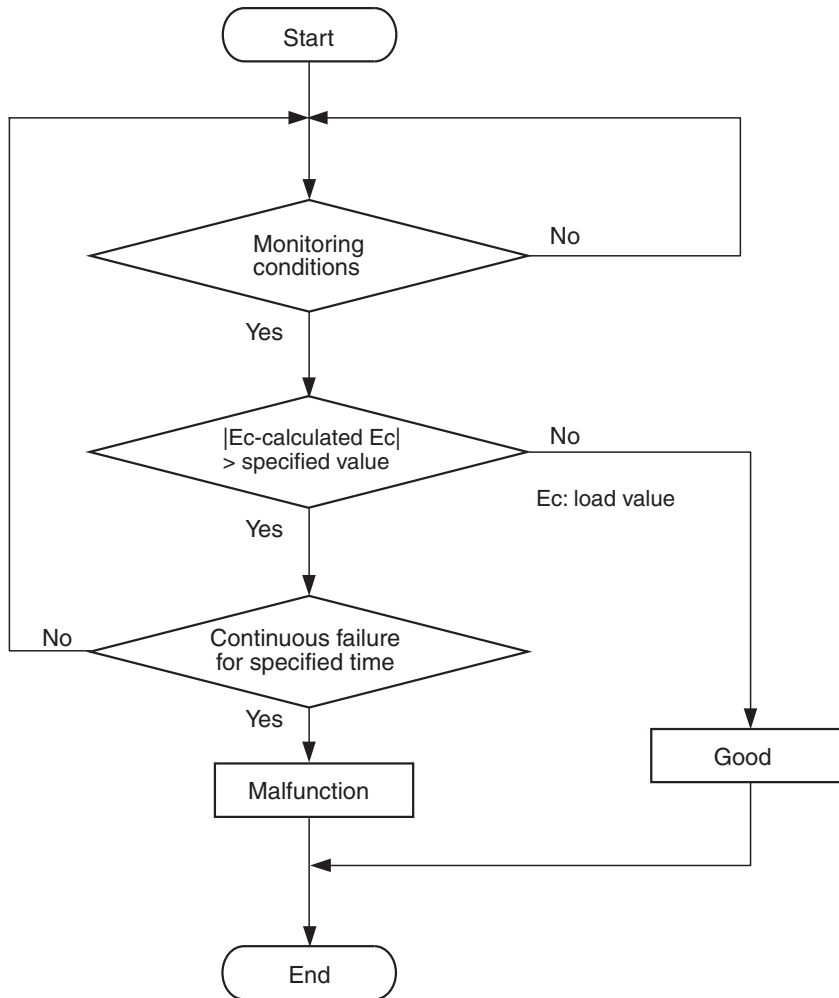 Start
Monitoring
conditions
No
Yes
|Ec-calculated Ec|
> specified value
No
Ec: load value
Yes
Continuous failure
for specified time
No
Yes
Malfunction
Good
End